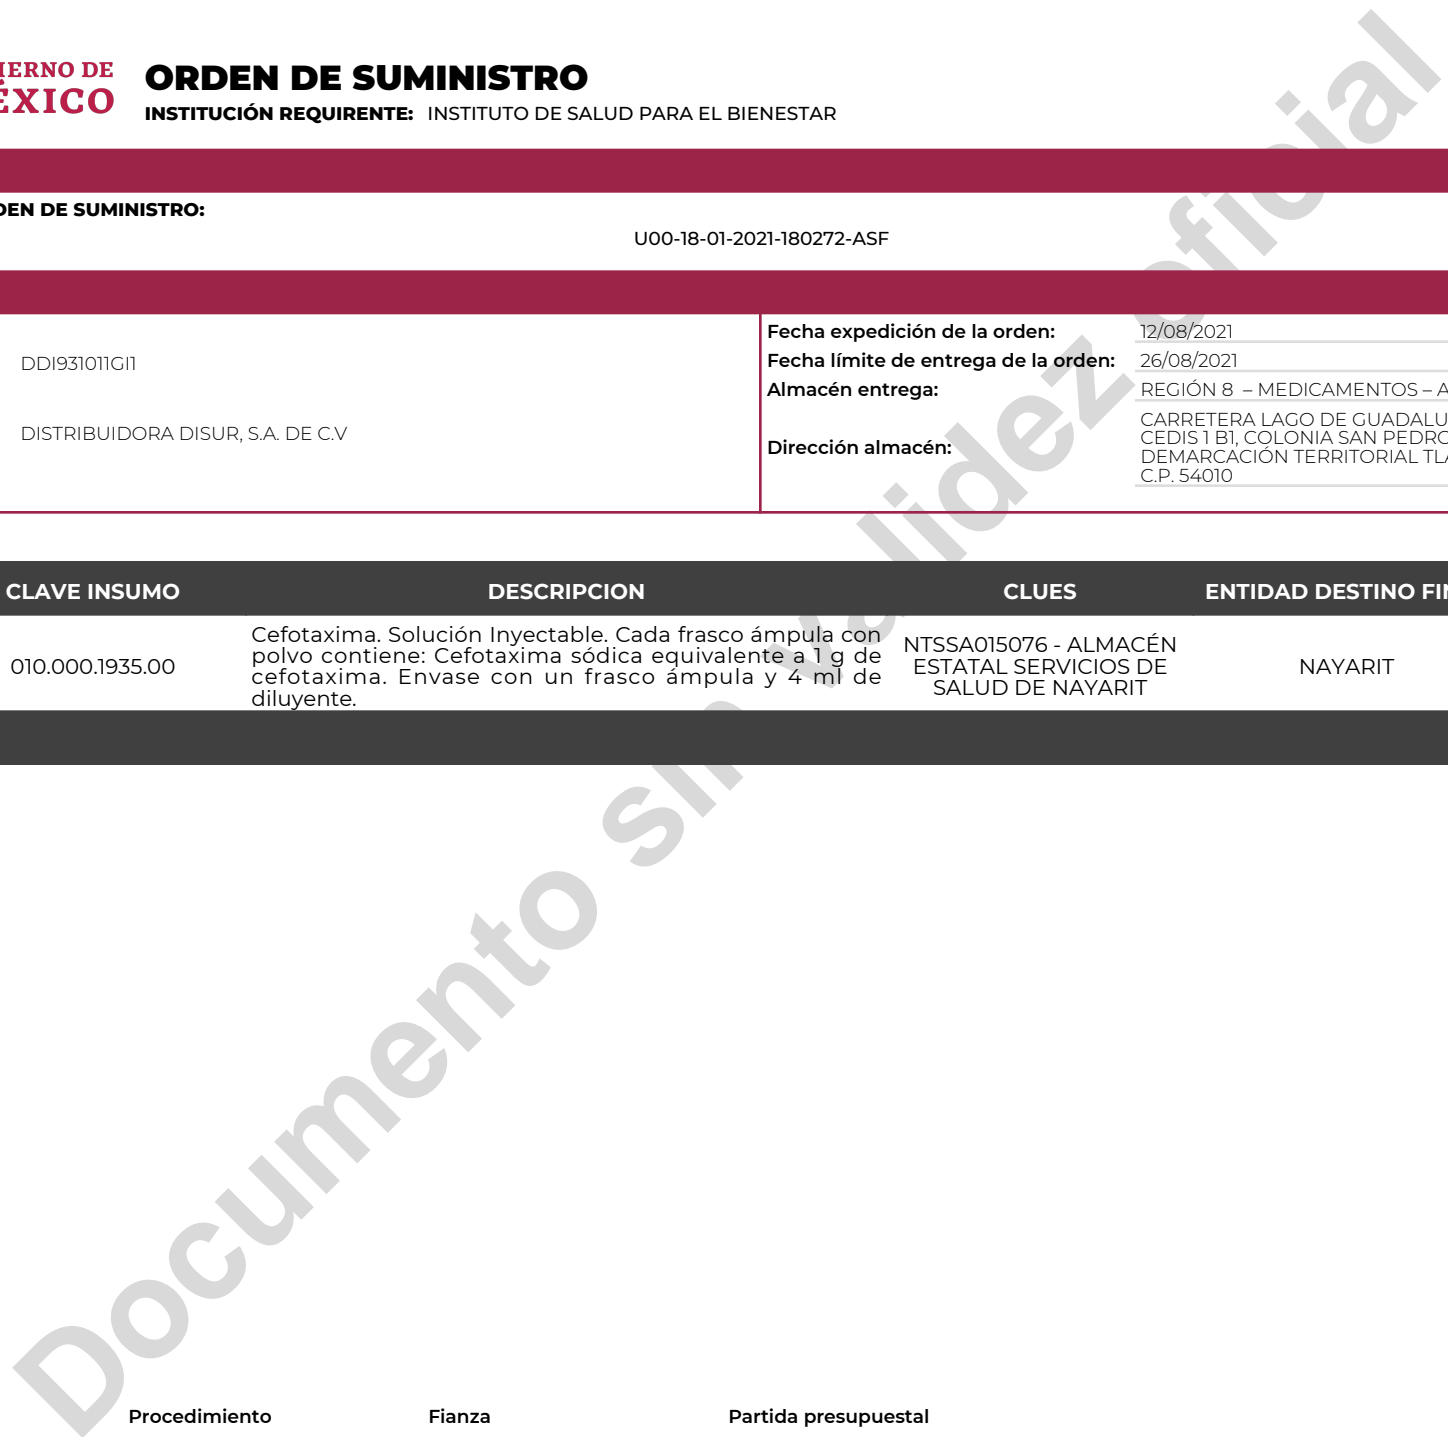 IERNO DE
ÉXICO
ORDEN DE SUMINISTRO
INSTITUCIÓN REQUIRENTE: INSTITUTO DE SALUD PARA EL BIENESTAR
DEN DE SUMINISTRO:
U00-18-01-2021-180272-ASF
DDI931011GI1
DISTRIBUIDORA DISUR, S.A. DE C.V
Fecha expedición de la orden: 12/08/2021
Fecha límite de entrega de la orden: 26/08/2021
Almacén entrega: REGIÓN 8 – MEDICAMENTOS – A
Dirección almacén:
CARRETERA LAGO DE GUADALU
CEDIS 1 B1, COLONIA SAN PEDRO
DEMARCACIÓN TERRITORIAL TLA
C.P. 54010
CLAVE INSUMO DESCRIPCION CLUES ENTIDAD DESTINO FIN
010.000.1935.00
Cefotaxima. Solución Inyectable. Cada frasco ámpula con
polvo contiene: Cefotaxima sódica equivalente a 1 g de
cefotaxima. Envase con un frasco ámpula y 4 ml de
diluyente.
NTSSA015076 - ALMACÉN
ESTATAL SERVICIOS DE
SALUD DE NAYARIT
NAYARIT
Documento sin validez oficial
Procedimiento Fianza Partida presupuestal